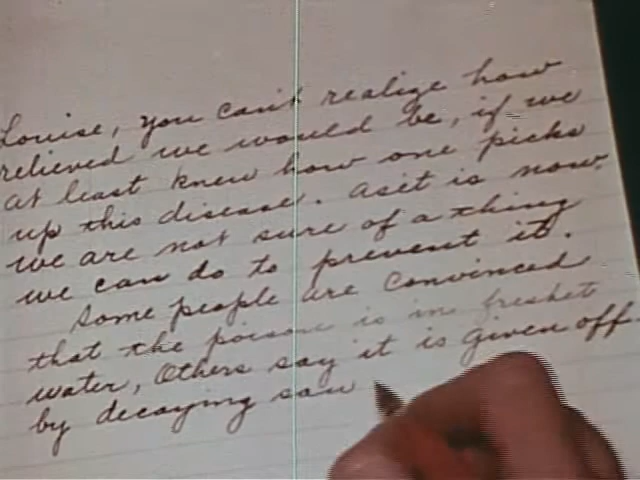 Louise, you can't realize how
relieved we would be, if we
at least knew how one picks
up this disease. As it is now
we are not sure of a thing
we can do to prevent it.
Some people are convinced
that the poison is in freshet
water, Others say it is given off
by decaying saw